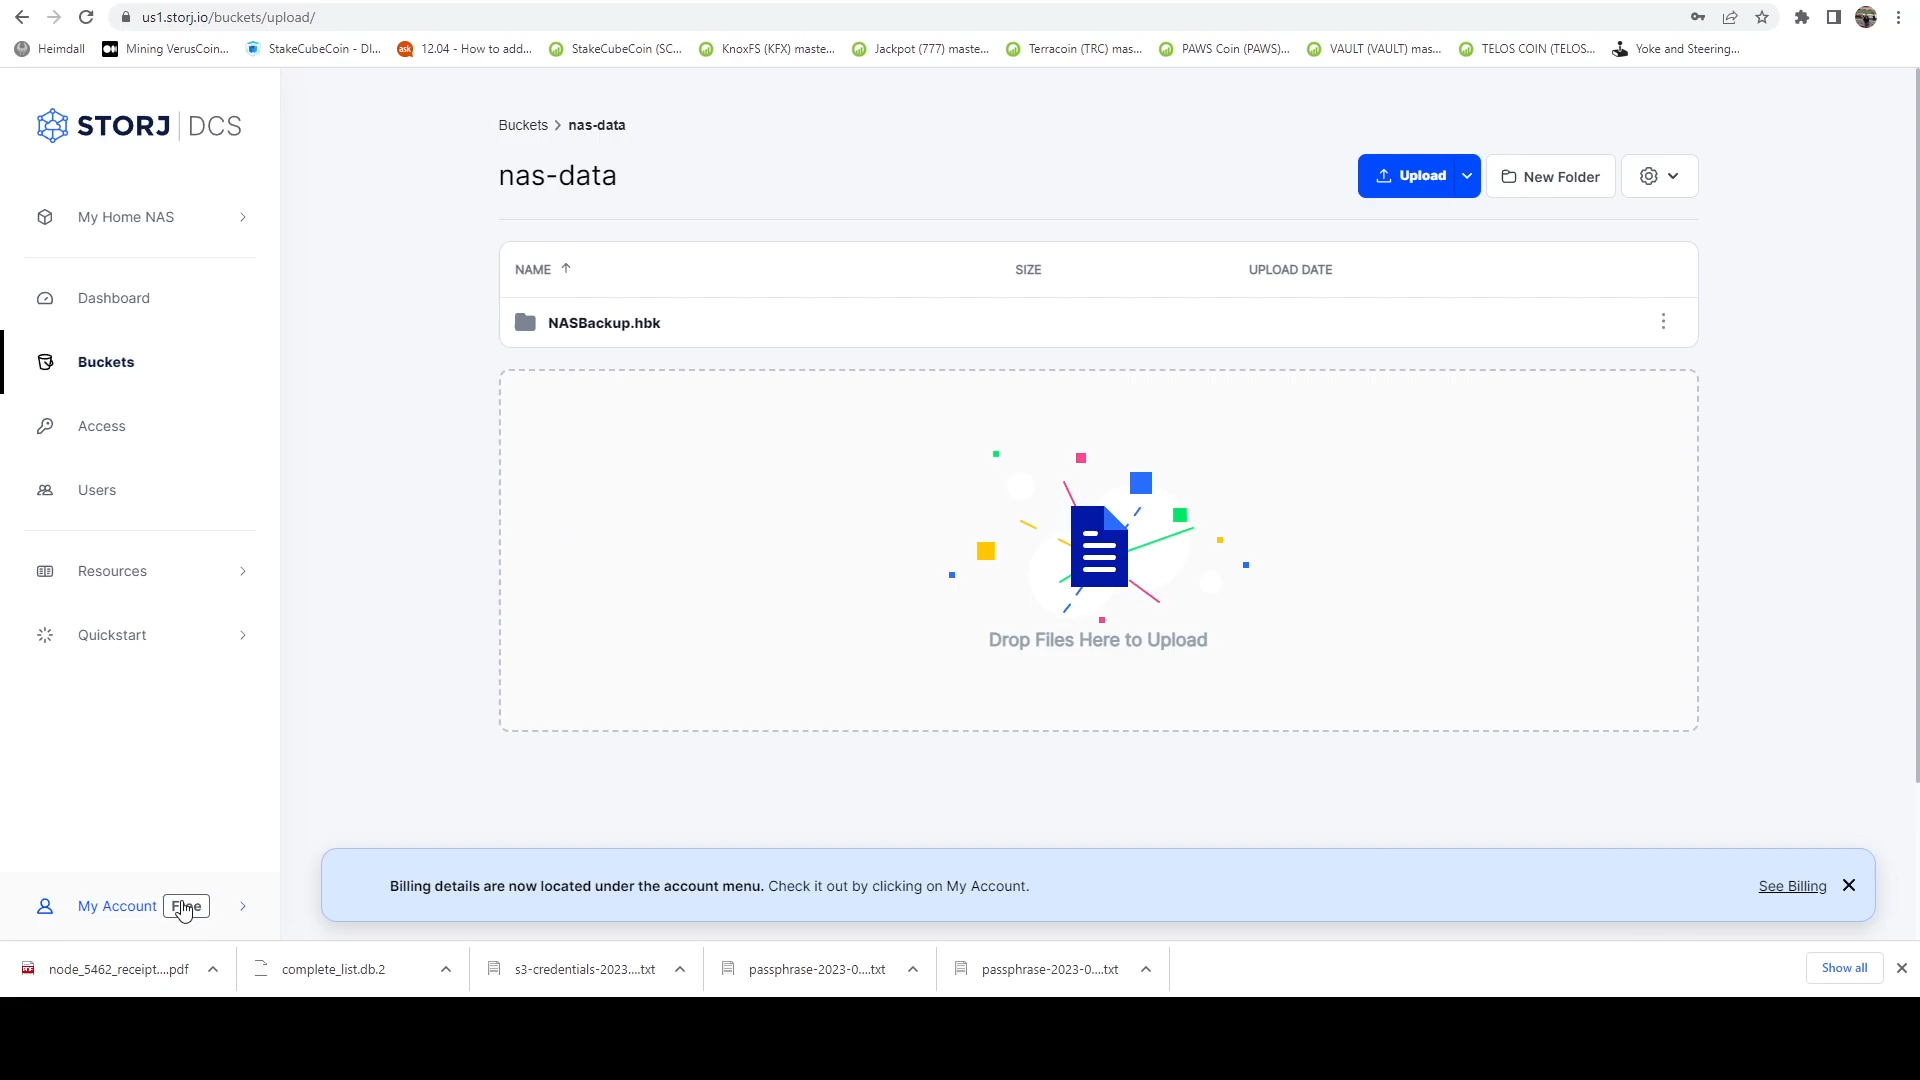 us1.storj.io/buckets/upload/
Heimdall
Mining VerusCoin...
StakeCubeCoin - DI...
ask
12.04 - How to add...
StakeCubeCoin (SC...
KnoxFS (KFX) maste...
Jackpot (777) maste...
Terracoin (TRC) mas...
PAWS Coin (PAWS)...
VAULT (VAULT) mas...
TELOS COIN (TELOS...
Yoke and Steering...
STORJ DCS
My Home NAS
Dashboard
Buckets
Access
Users
Resources
Quickstart
My Account
Buckets > nas-data
nas-data
Upload
New Folder
NAME
SIZE
UPLOAD DATE
NASBackup.hbk
Drop Files Here to Upload
Billing details are now located under the account menu. Check it out by clicking on My Account.
See Billing
node_5462_receipt....pdf
complete_list.db.2
s3-credentials-2023....txt
passphrase-2023-0....txt
passphrase-2023-0....txt
Show all